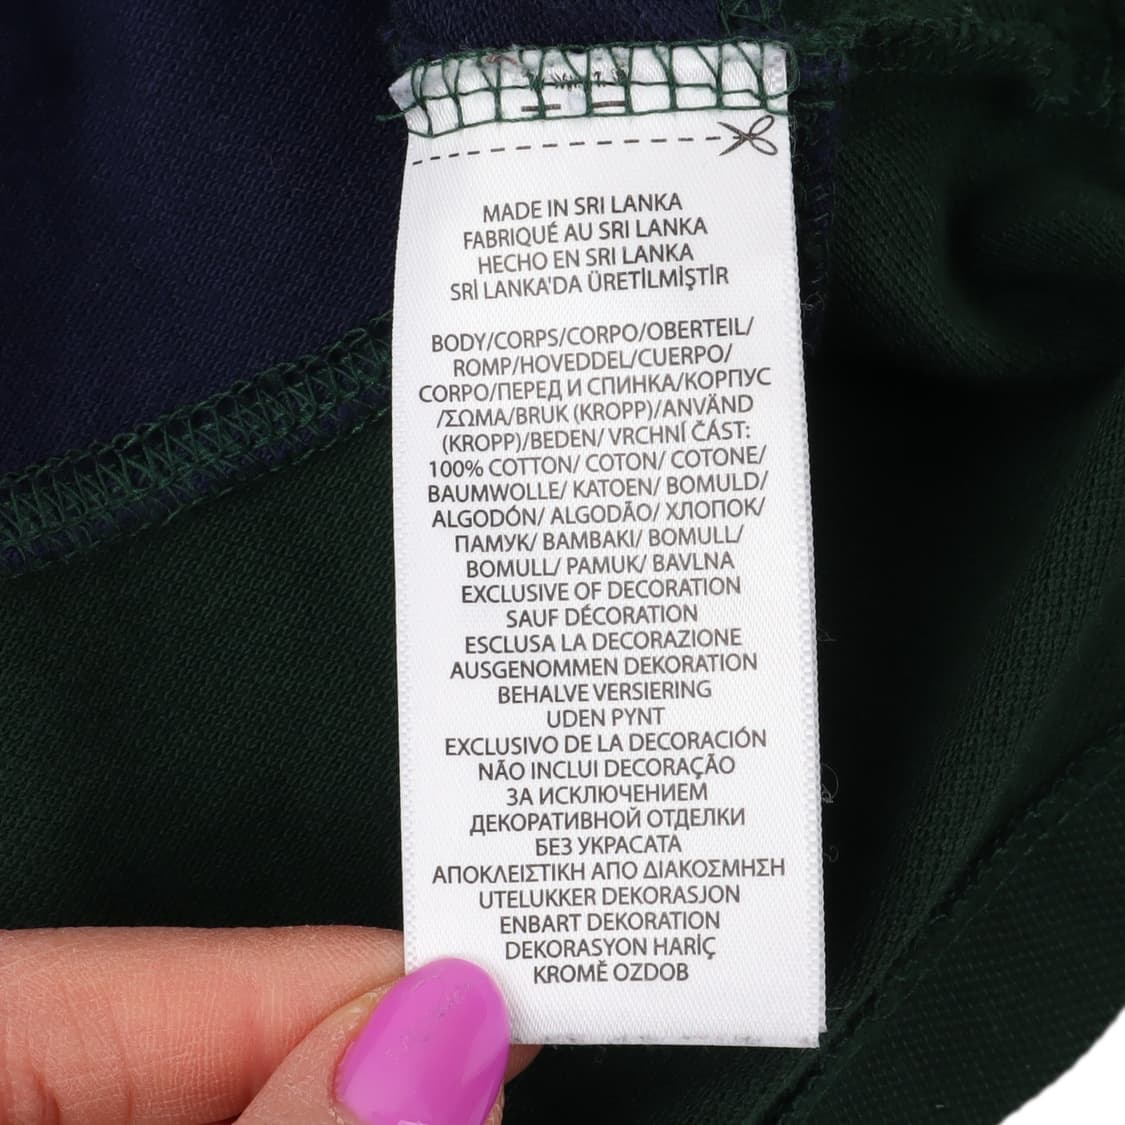 MADE IN SRI LANKA
FABRIQUÉ AU SRI LANKA
HECHO EN SRI LANKA
SRİ LANKA'DA ÜRETİLMİŞTİR
BODY/CORPS/CORPO/OBERTEIL/
ROMP/HOVEDDEL/CUERPO/
CORPO/ПЕРЕД И СПИНКА/КОРПУС
/ΣΩΜΑ/BRUK (KROPP)/ANVÄND
(KROPP)/BEDEN/ VRCHNÍ ČÁST:
100% COTTON/ COTON/ COTONE/
BAUMWOLLE/ KATOEN/ BOMULD/
ALGODÓN/ ALGODÃO/ ХЛОПОК/
ПАМУК/ ΒΑΜΒΑΚΙ/ BOMULL/
BOMULL/ PAMUK/ BAVLNA
EXCLUSIVE OF DECORATION
SAUF DÉCORATION
ESCLUSA LA DECORAZIONE
AUSGENOMMEN DEKORATION
BEHALVE VERSIERING
UDEN PYNT
EXCLUSIVO DE LA DECORACIÓN
NÃO INCLUI DECORAÇÃO
ЗА ИСКЛЮЧЕНИЕМ
ДЕКОРАТИВНОЙ ОТДЕЛКИ
БЕЗ УКРАСАТА
ΑΠΟΚΛΕΙΣΤΙΚΗ ΑΠΟ ΔΙΑΚΟΣΜΗΣΗ
UTELUKKER DEKORASJON
ENBART DEKORATION
DEKORASYON HARİÇ
KROMĚ OZDOB